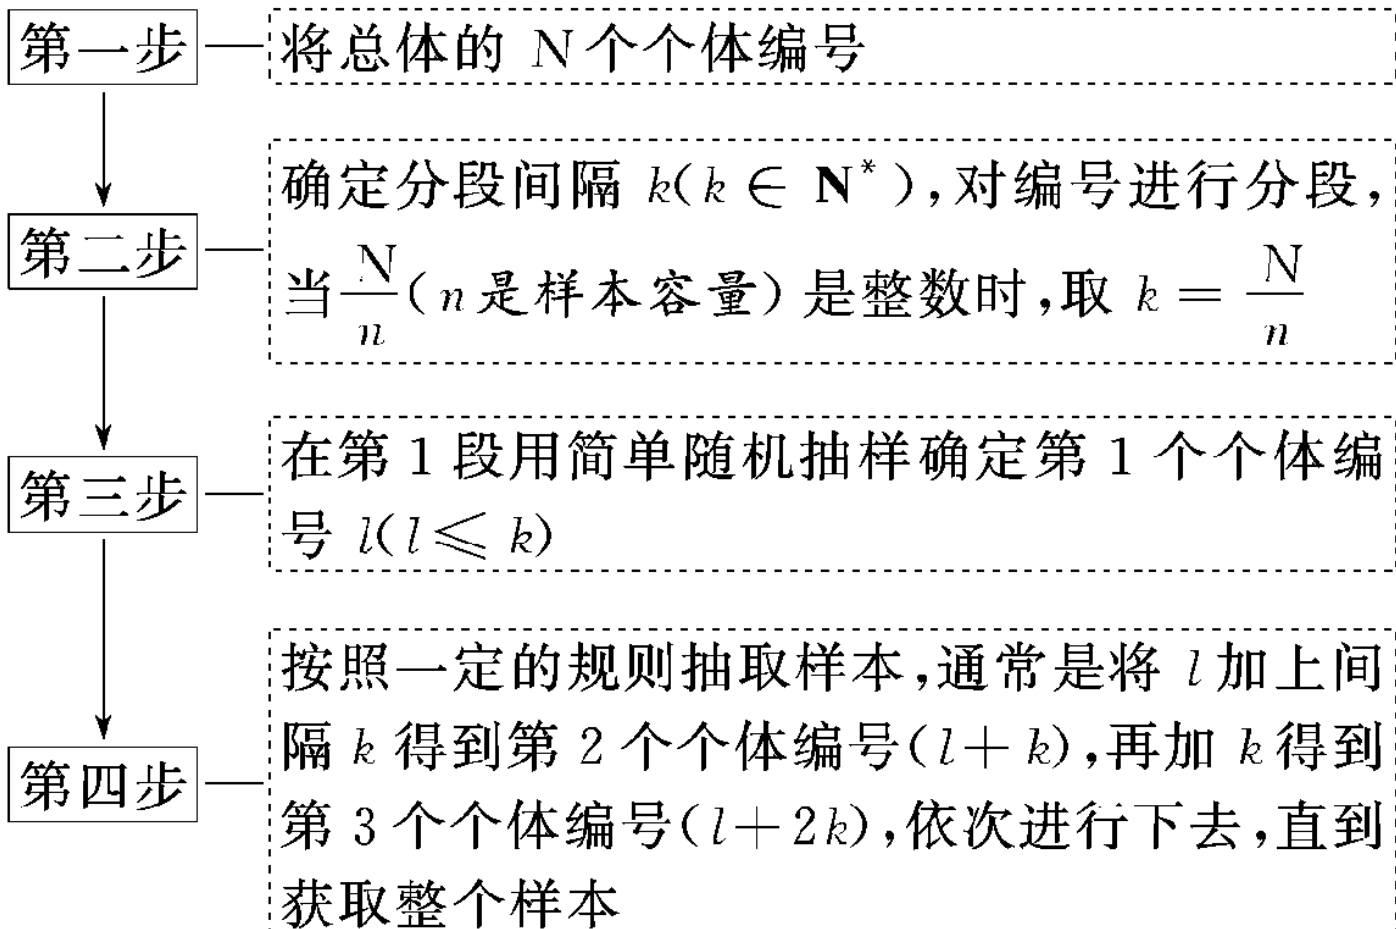 第一步 将总体的 N个个体编号
确定分段间隔 k(k ∈ N*),对编号进行分段,
第二步
当N/n(n是样本容量)是整数时,取 k = N/n
在第 1 段用简单随机抽样确定第 1 个个体编
第三步
号 l(l⩽ k)
按照一定的规则抽取样本,通常是将 l 加上间
隔 k 得到第 2 个个体编号(l+ k),再加 k 得到
第四步
第 3 个个体编号(l+2k),依次进行下去,直到
获取整个样本